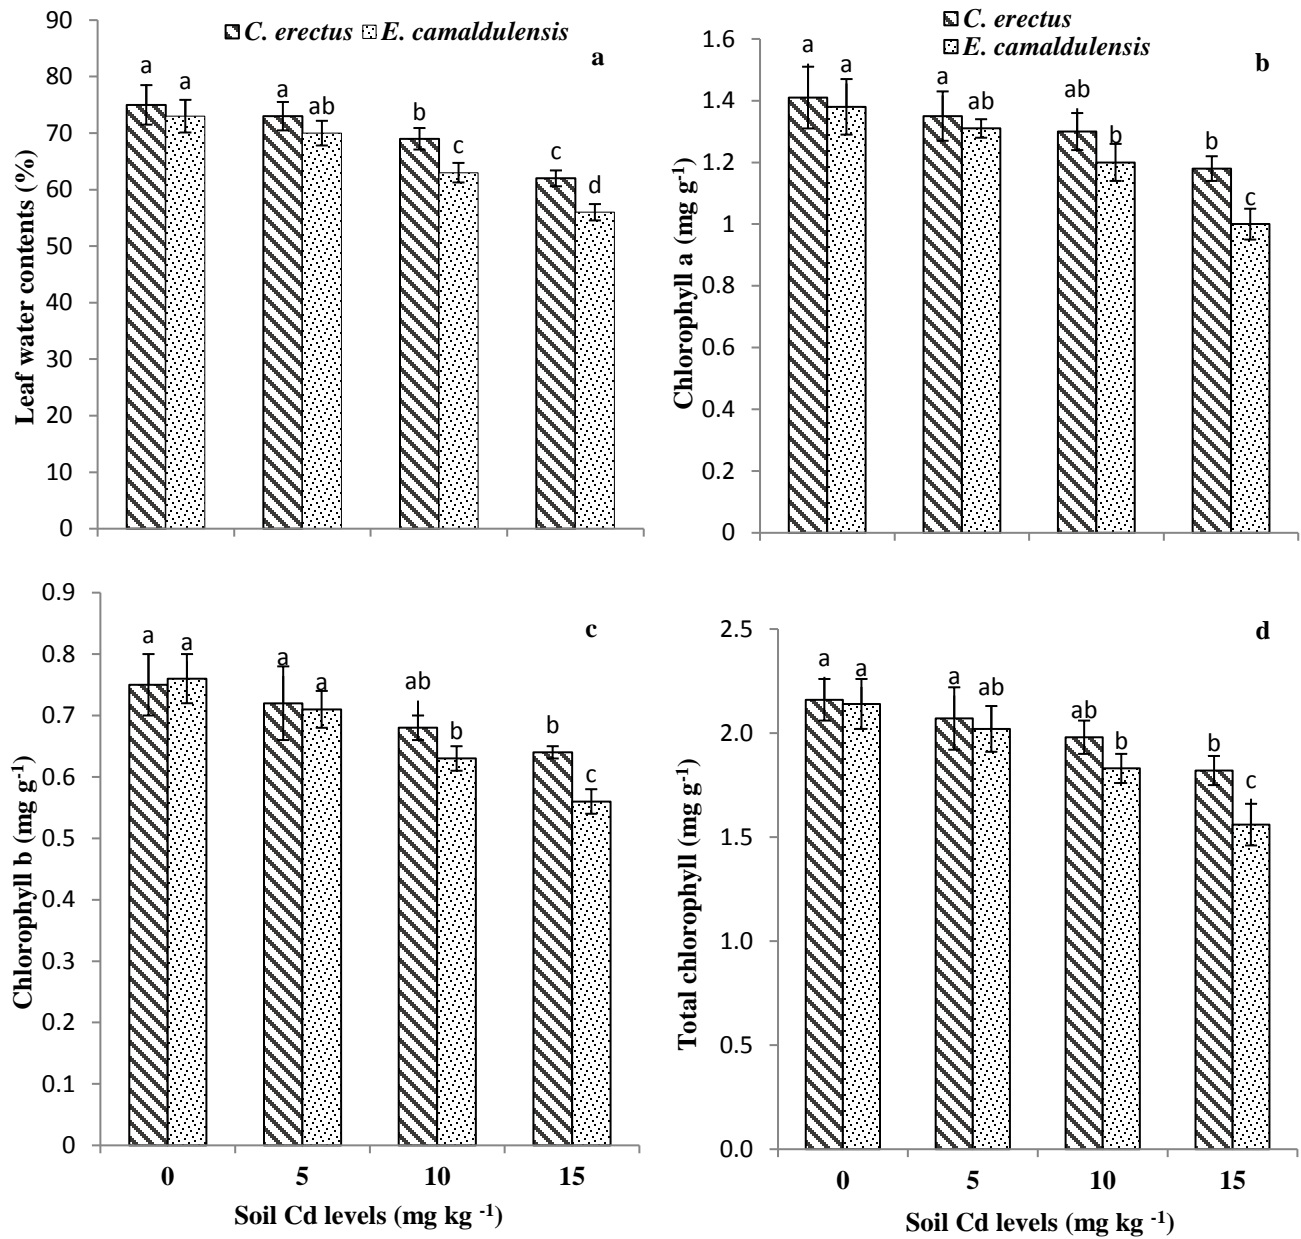 C. erectus E. camaldulensis
a
90
80
70
60
50
40
30
20
10
0
Leaf water contents (%)
a a a ab b c c d
C. erectus
E. camaldulensis
b
1.6
1.4
1.2
1
0.8
0.6
0.4
0.2
0
Chlorophyll a (mg g-1)
a a a ab ab b b c
c
0.9
0.8
0.7
0.6
0.5
0.4
0.3
0.2
0.1
0
Chlorophyll b (mg g-1)
a a a a ab b b c
0 5 10 15
Soil Cd levels (mg kg -1)
d
2.5
2.0
1.5
1.0
0.5
0.0
Total chlorophyll (mg g-1)
a a a ab ab b b c
0 5 10 15
Soil Cd levels (mg kg -1)